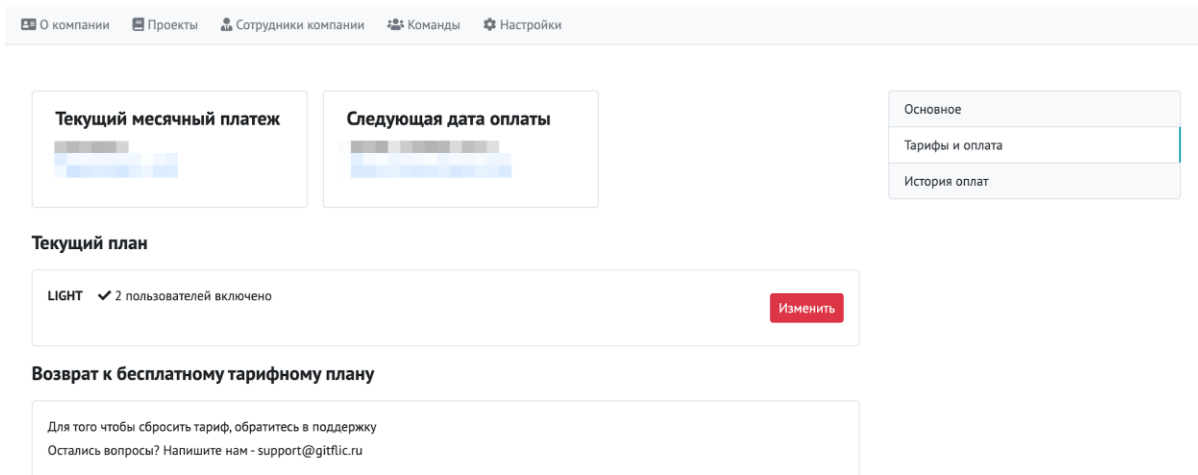 О компании Проекты Сотрудники компании Команды Настройки
Текущий месячный платеж Следующая дата оплаты
Основное
Тарифы и оплата
История оплат
Текущий план
LIGHT 2 пользователей включено
Изменить
Возврат к бесплатному тарифному плану
Для того чтобы сбросить тариф, обратитесь в поддержку
Остались вопросы? Напишите нам - support@gitflic.ru